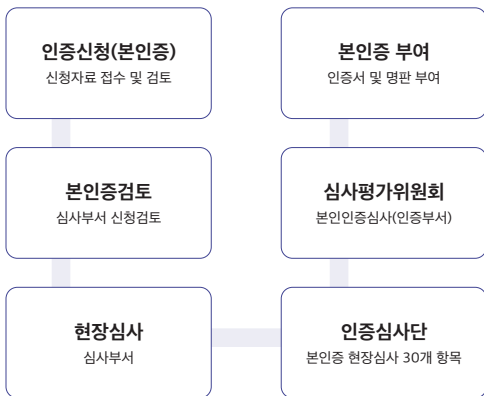 인증신청(본인증)
신청자료 접수 및 검토
본인증 부여
인증서 및 명판 부여
본인증검토
심사부서 신청검토
심사평가위원회
본인인증심사(인증부서)
현장심사
심사부서
인증심사단
본인증 현장심사 30개 항목